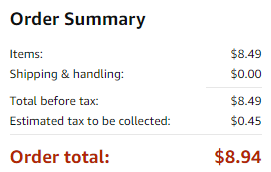 Order Summary
Items: $8.49
Shipping & handling: $0.00
Total before tax: $8.49
Estimated tax to be collected: $0.45
Order total: $8.94